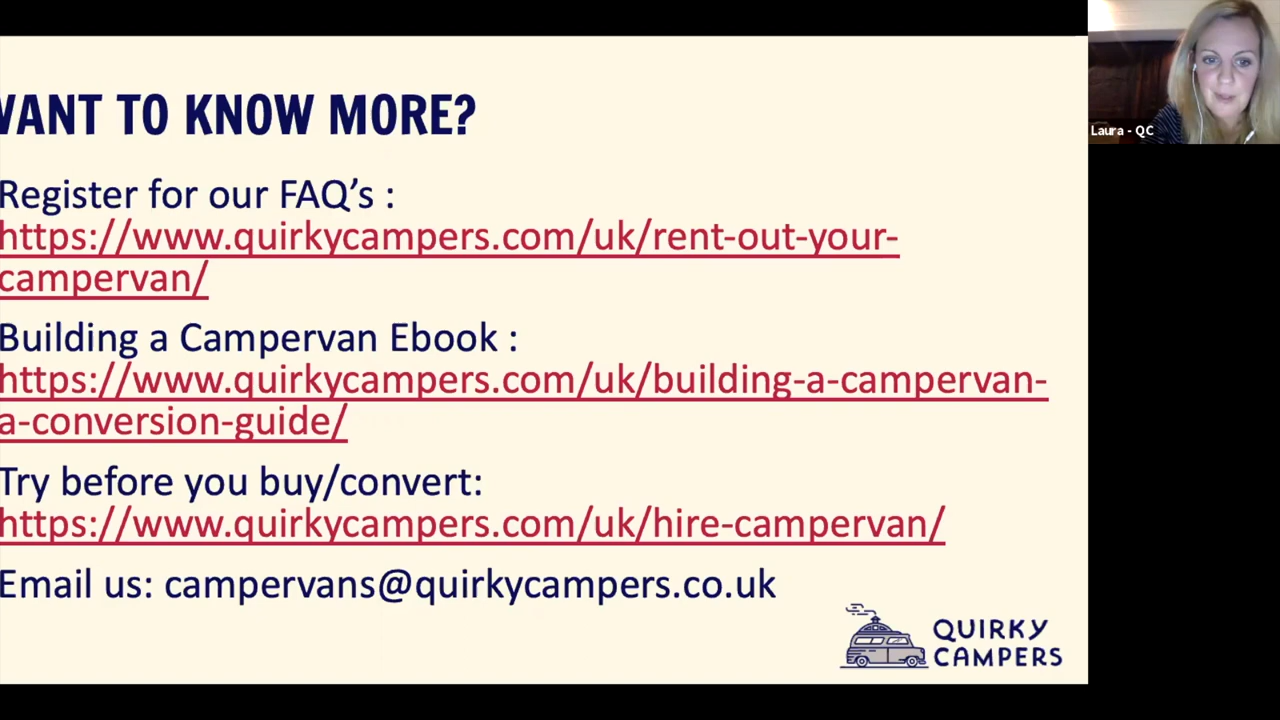 WANT TO KNOW MORE?
Register for our FAQ’s :
https://www.quirkycampers.com/uk/rent-out-your-
campervan/
Building a Campervan Ebook :
https://www.quirkycampers.com/uk/building-a-campervan-
a-conversion-guide/
Try before you buy/convert:
https://www.quirkycampers.com/uk/hire-campervan/
Email us: campervans@quirkycampers.co.uk
QUIRKY
CAMPERS
Laura - QC